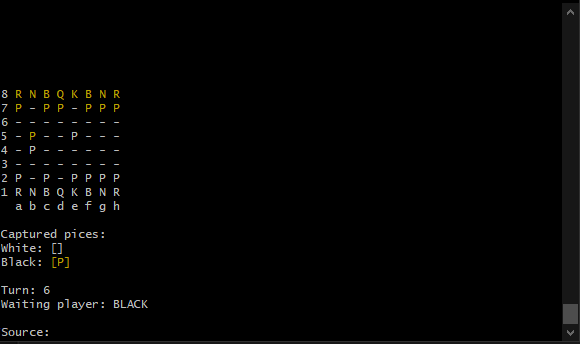 8 R N B Q K B N R
7 P - P P - P P P
6 - - - - - - - -
5 - P - - P - - -
4 - P - - - - - -
3 - - - - - - - -
2 P - P - P P P P
1 R N B Q K B N R
a b c d e f g h
Captured pices:
White: []
Black: [P]
Turn: 6
Waiting player: BLACK
Source: